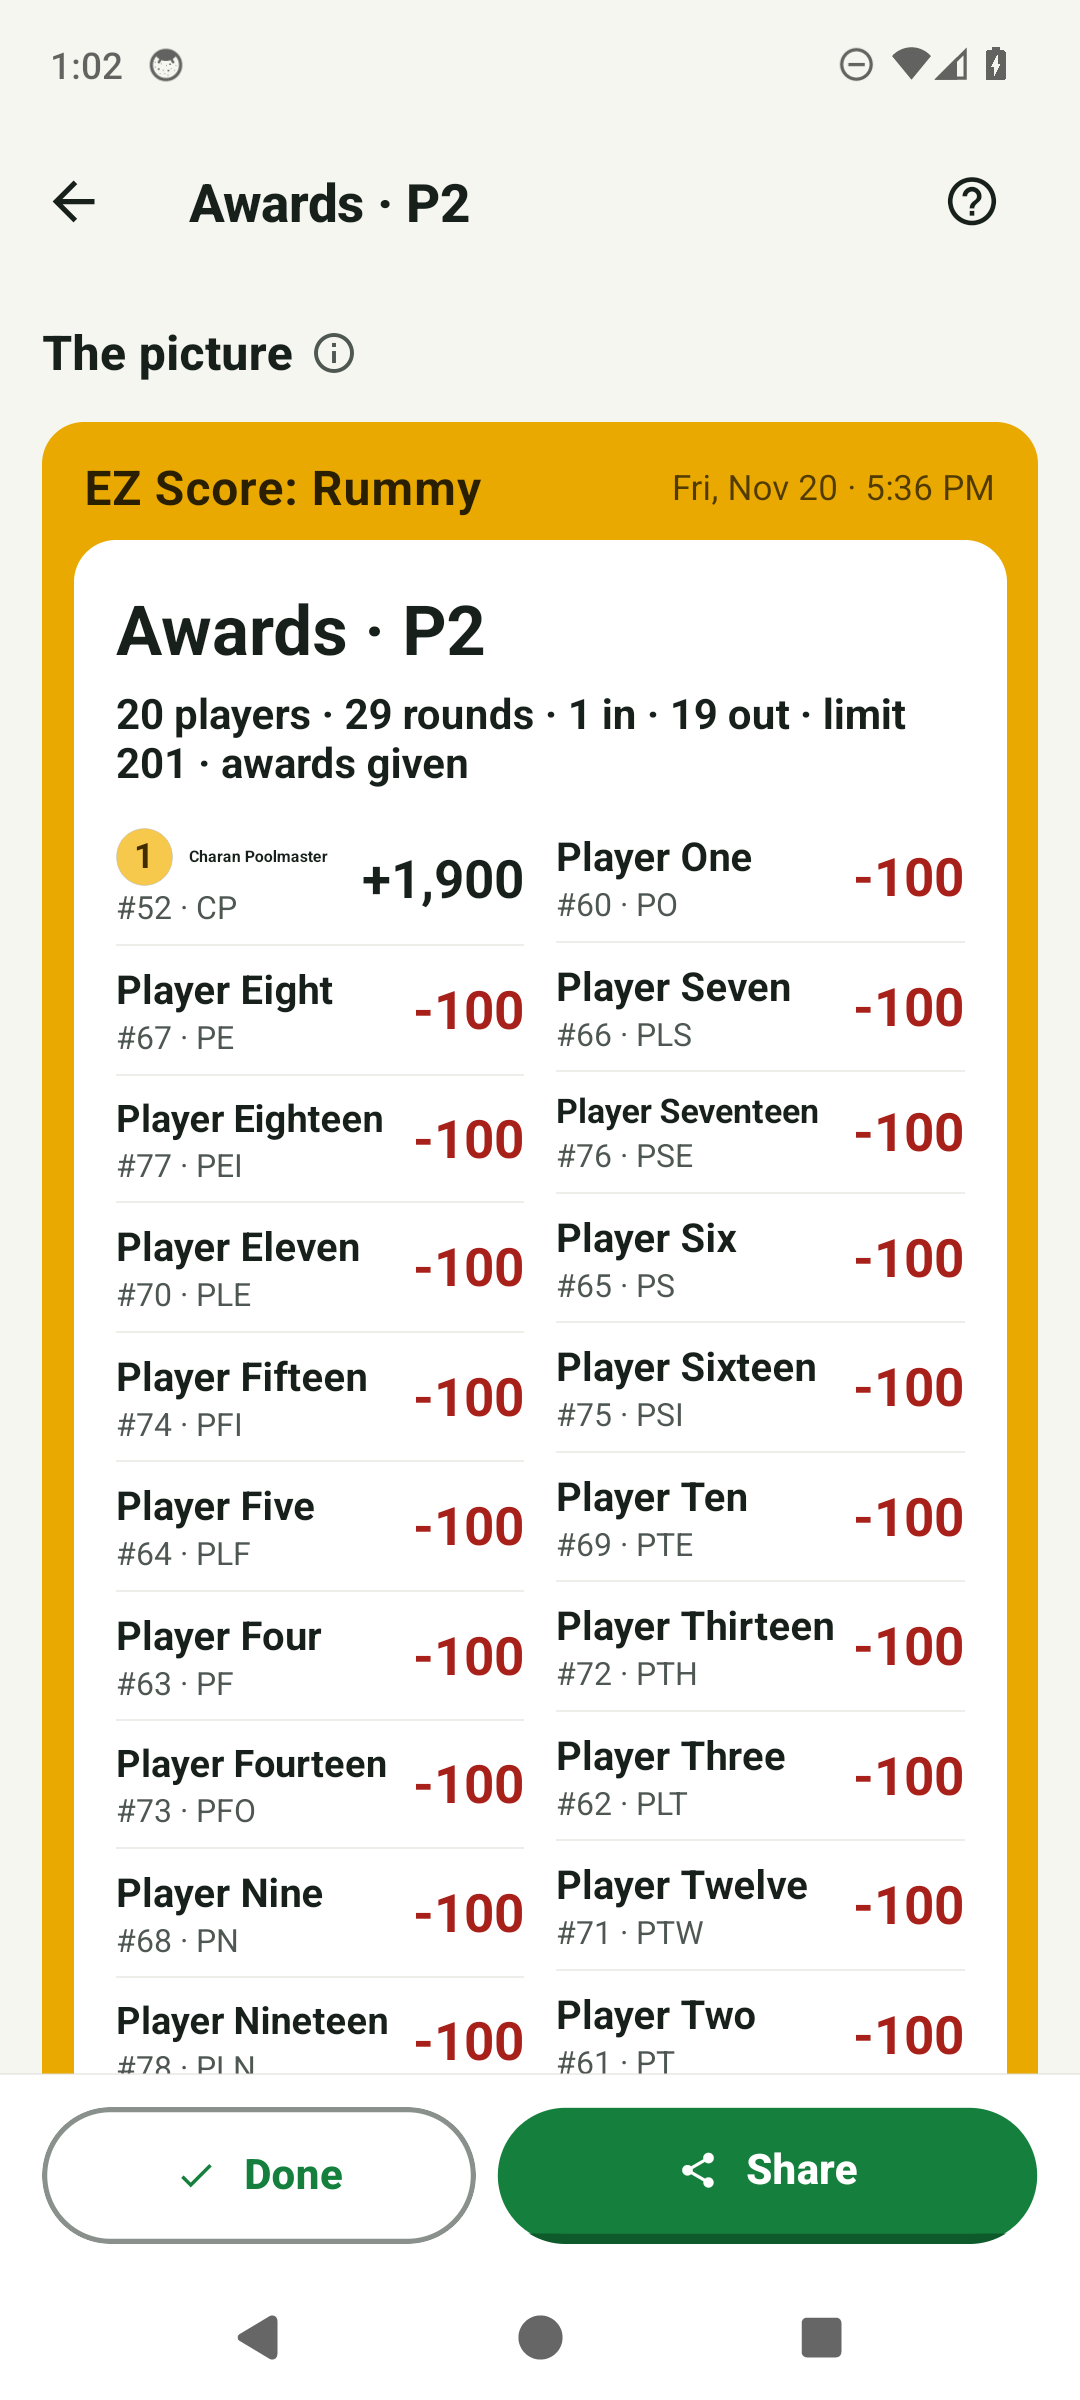 1:02
Awards · P2
The picture
EZ Score: Rummy
Fri, Nov 20 · 5:36 PM
Awards · P2
20 players · 29 rounds · 1 in · 19 out · limit
201 · awards given
1 Charan Poolmaster +1,900
#52 · CP
Player Eight -100
#67 · PE
Player Eighteen -100
#77 · PEI
Player Eleven -100
#70 · PLE
Player Fifteen -100
#74 · PFI
Player Five -100
#64 · PLF
Player Four -100
#63 · PF
Player Fourteen -100
#73 · PFO
Player Nine -100
#68 · PN
Player Nineteen -100
#78 · PLN
Player One -100
#60 · PO
Player Seven -100
#66 · PLS
Player Seventeen -100
#76 · PSE
Player Six -100
#65 · PS
Player Sixteen -100
#75 · PSI
Player Ten -100
#69 · PTE
Player Thirteen -100
#72 · PTH
Player Three -100
#62 · PLT
Player Twelve -100
#71 · PTW
Player Two -100
#61 · PT
Done
Share